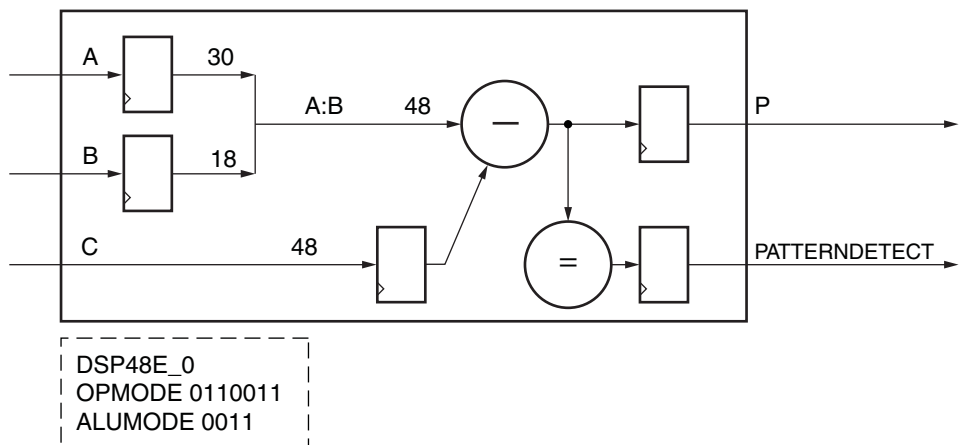 A 30
A:B 48 − P
B 18
C 48 = PATTERNDETECT
DSP48E_0
OPMODE 0110011
ALUMODE 0011